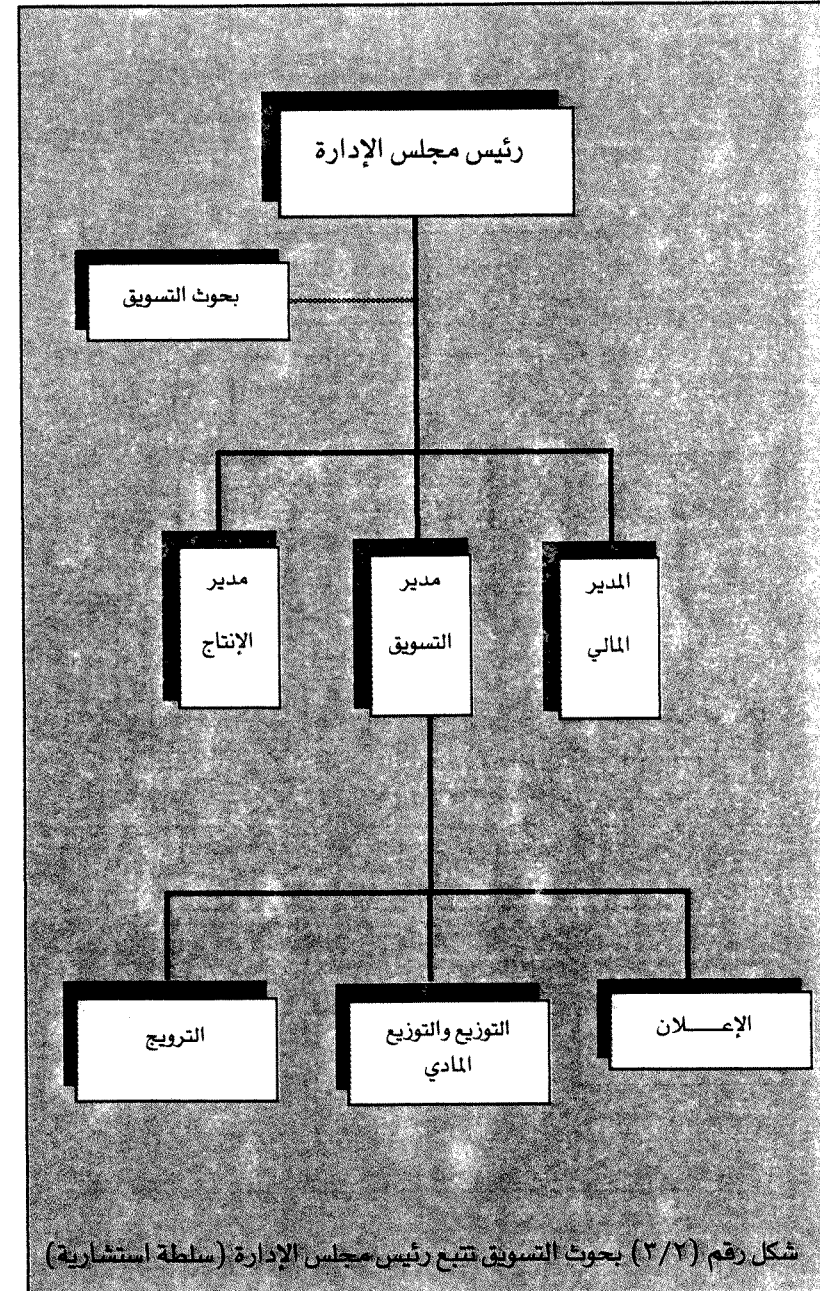 رئيس مجلس الإدارة
بحوث التسويق
المدير
المالي
مدير
التسويق
مدير
الإنتاج
الإعـــــلان
التوزيع والتوزيع
المادي
الترويج
شكل رقم (٣/٢) بحوث التسويق تتبع رئيس مجلس الإدارة (سلطة استشارية)